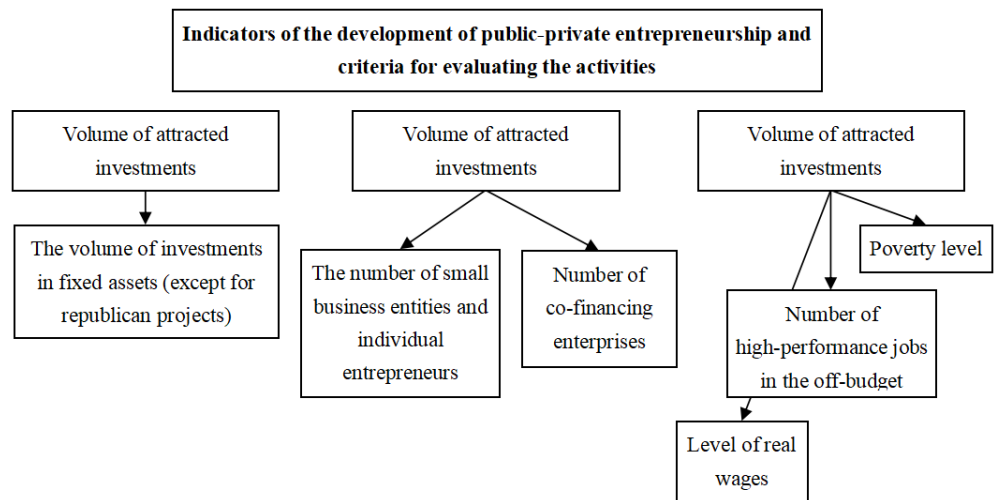 Indicators of the development of public-private entrepreneurship and
criteria for evaluating the activities
Volume of attracted
investments
Volume of attracted
investments
Volume of attracted
investments
The volume of investments
in fixed assets (except for
republican projects)
The number of small
business entities and
individual
entrepreneurs
Number of
co-financing
enterprises
Poverty level
Number of
high-performance jobs
in the off-budget
Level of real
wages